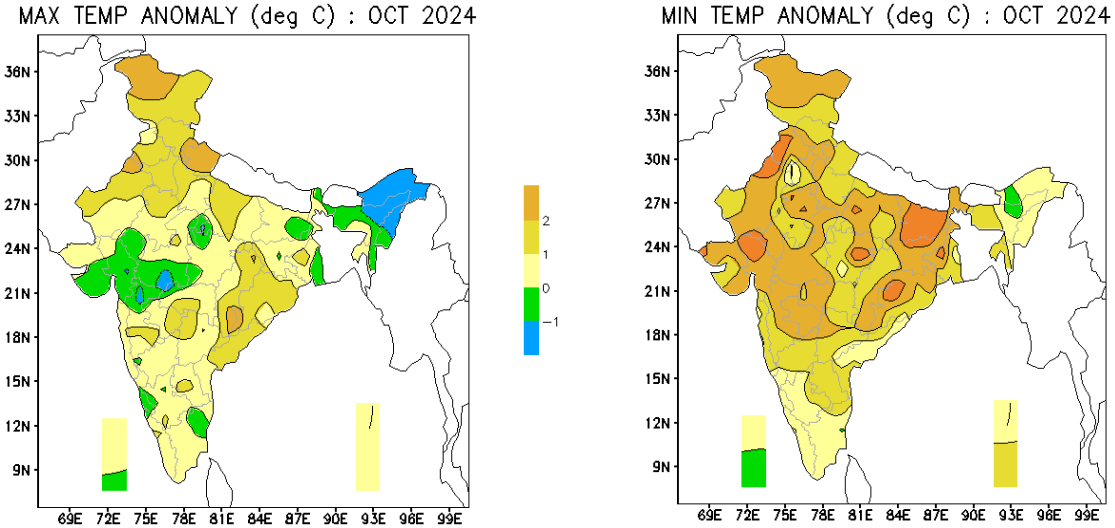 MAX TEMP ANOMALY (deg C) : OCT 2024
36N
33N
30N
27N
24N
21N
18N
15N
12N
9N
69E 72E 75E 78E 81E 84E 87E 90E 93E 96E 99E
2
1
0
−1
MIN TEMP ANOMALY (deg C) : OCT 2024
36N
33N
30N
27N
24N
21N
18N
15N
12N
9N
69E 72E 75E 78E 81E 84E 87E 90E 93E 96E 99E